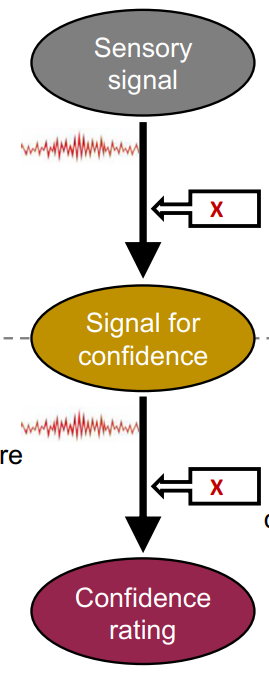 Sensory
signal
X
Signal for
confidence
re
X
Confidence
rating